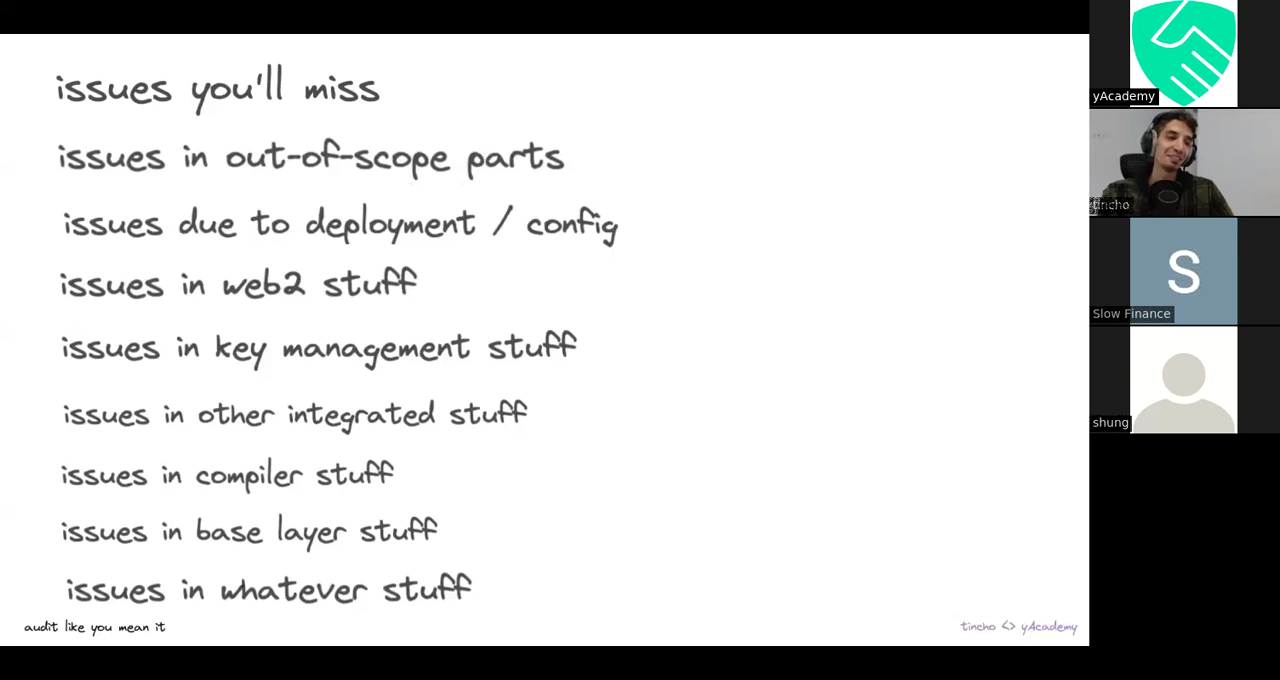 issues you'll miss
issues in out-of-scope parts
issues due to deployment / config
issues in web2 stuff
issues in key management stuff
issues in other integrated stuff
issues in compiler stuff
issues in base layer stuff
issues in whatever stuff
audit like you mean it
tincho <> yAcademy
yAcademy
tincho
S
Slow Finance
shung